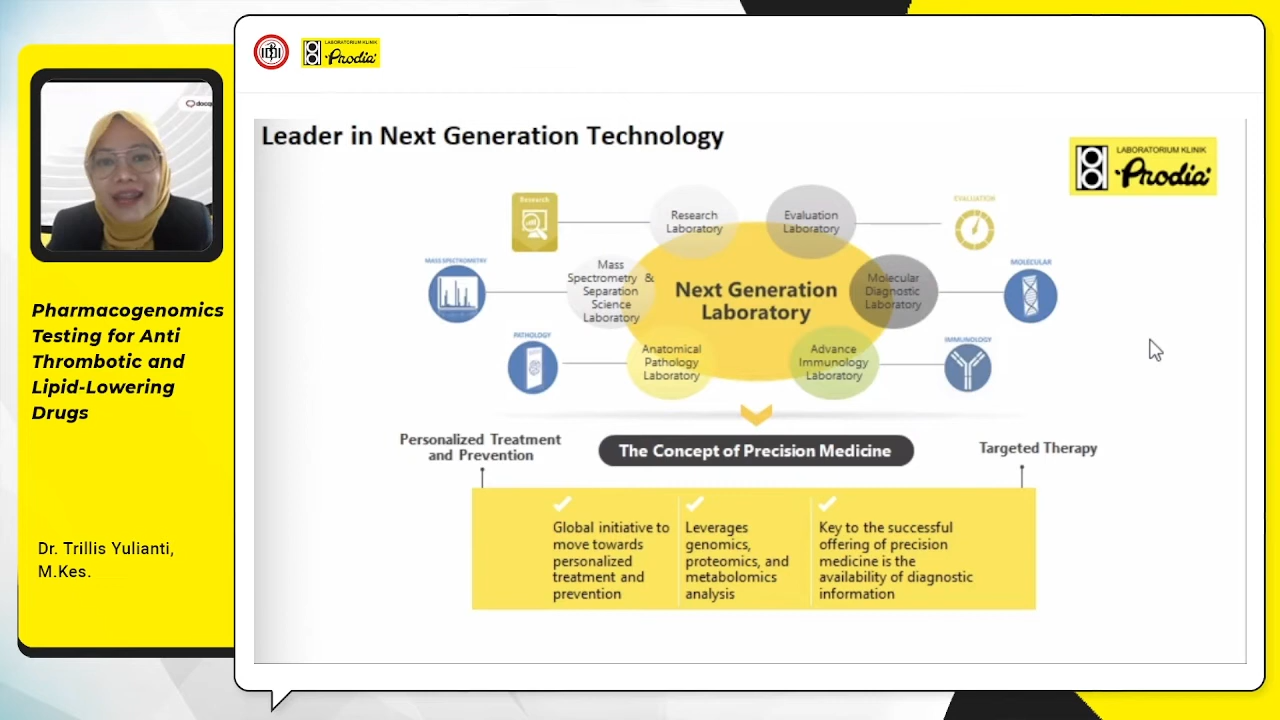 LABORATORIUM KLINIK
Prodia
Leader in Next Generation Technology
LABORATORIUM KLINIK
Prodia
Research
Research
Laboratory
Evaluation
Laboratory
EVALUATION
MASS SPECTROMETRY
Mass
Spectrometry &
Separation
Science
Laboratory
Next Generation
Laboratory
Molecular
Diagnostic
Laboratory
MOLECULAR
PATHOLOGY
Anatomical
Pathology
Laboratory
Advance
Immunology
Laboratory
IMMUNOLOGY
Personalized Treatment
and Prevention
The Concept of Precision Medicine
Targeted Therapy
Global initiative to
move towards
personalized
treatment and
prevention
Leverages
genomics,
proteomics, and
metabolomics
analysis
Key to the successful
offering of precision
medicine is the
availability of diagnostic
information
Pharmacogenomics
Testing for Anti
Thrombotic and
Lipid-Lowering
Drugs
Dr. Trillis Yulianti,
M.Kes.